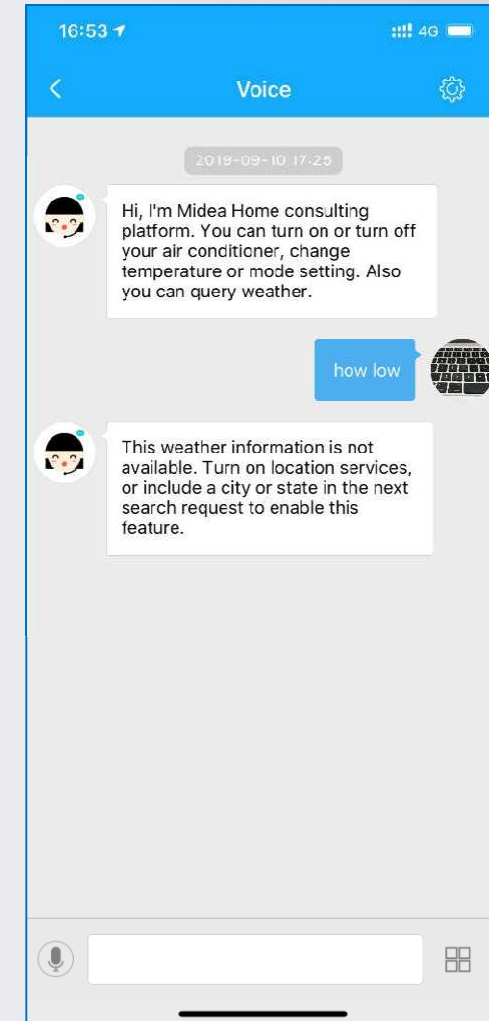 16:53 4G
Voice
2019-09-10 17:25
Hi, I'm Midea Home consulting
platform. You can turn on or turn off
your air conditioner, change
temperature or mode setting. Also
you can query weather.
how low
This weather information is not
available. Turn on location services,
or include a city or state in the next
search request to enable this
feature.